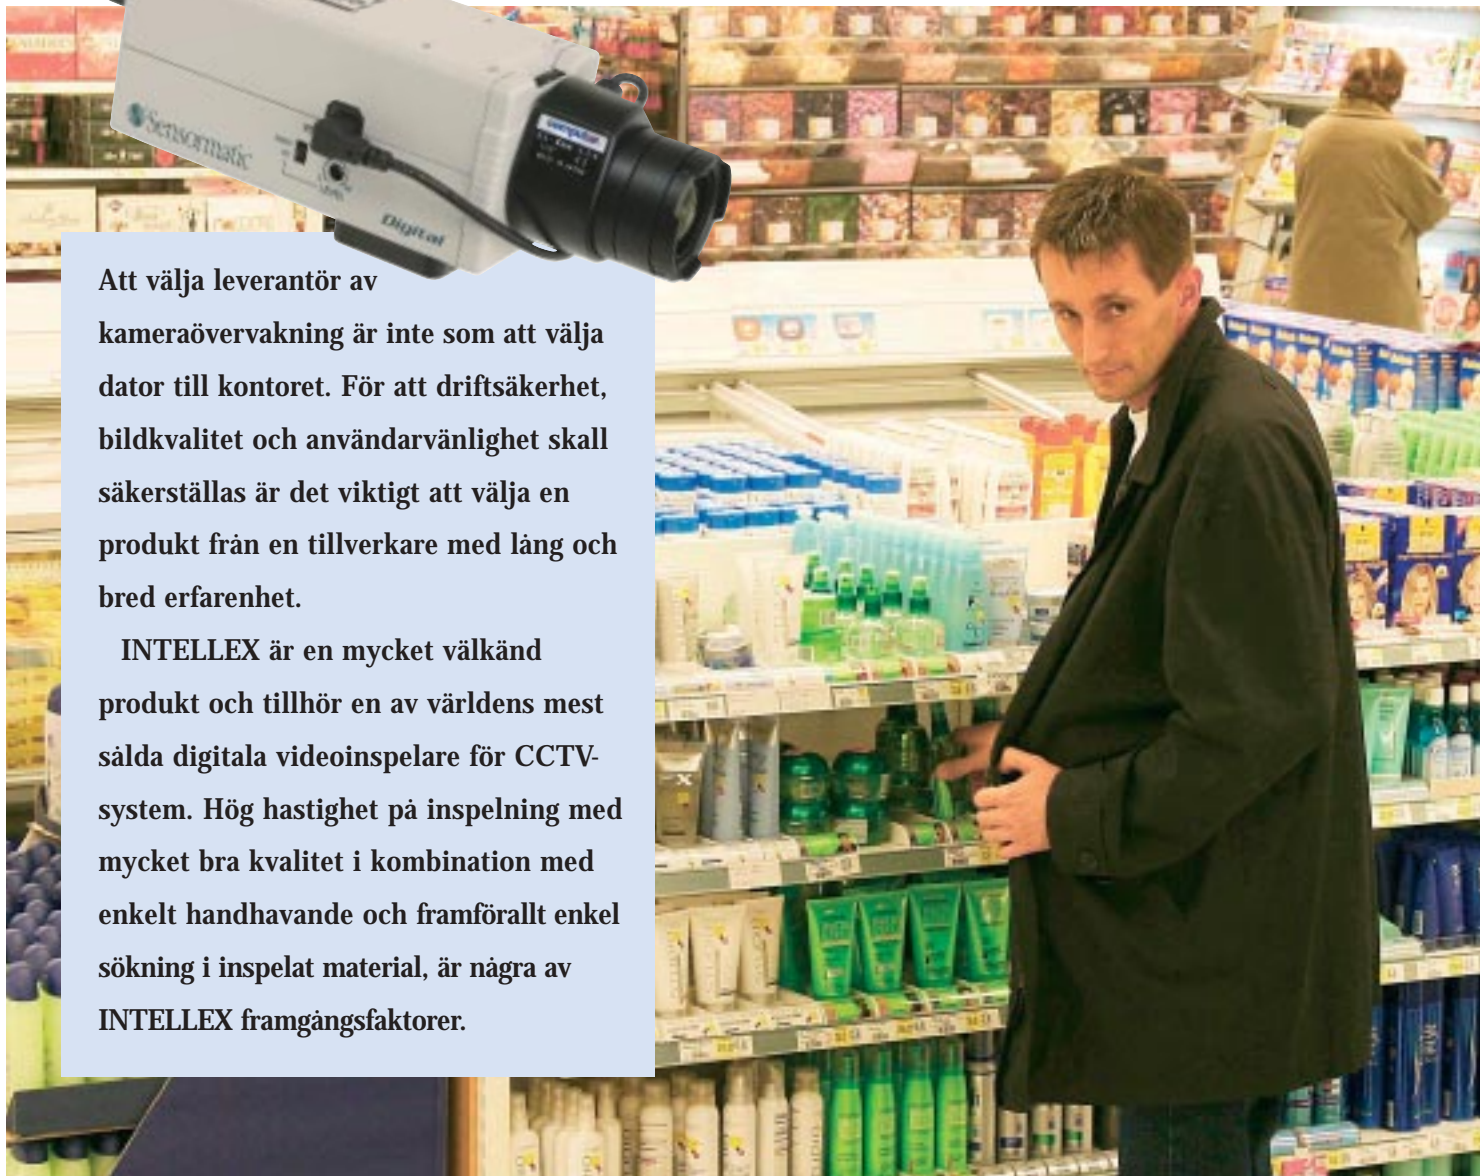 Sensormatic
Digital
Att välja leverantör av
kameraövervakning är inte som att välja
dator till kontoret. För att driftsäkerhet,
bildkvalitet och användarvänlighet skall
säkerställas är det viktigt att välja en
produkt från en tillverkare med lång och
bred erfarenhet.
INTELLEX är en mycket välkänd
produkt och tillhör en av världens mest
sålda digitala videoinspelare för CCTV-
system. Hög hastighet på inspelning med
mycket bra kvalitet i kombination med
enkelt handhavande och framförallt enkel
sökning i inspelat material, är några av
INTELLEX framgångsfaktorer.